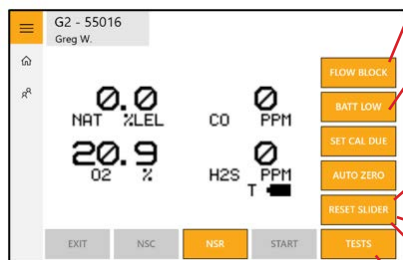 G2 - 55016
Greg W.
FLOW BLOCK
0.0 0
NAT %LEL CO PPM
BATT LOW
SET CAL DUE
20.9 0
O2 % H2S PPM
AUTO ZERO
T
RESET SLIDER
EXIT NSC NSR START TESTS